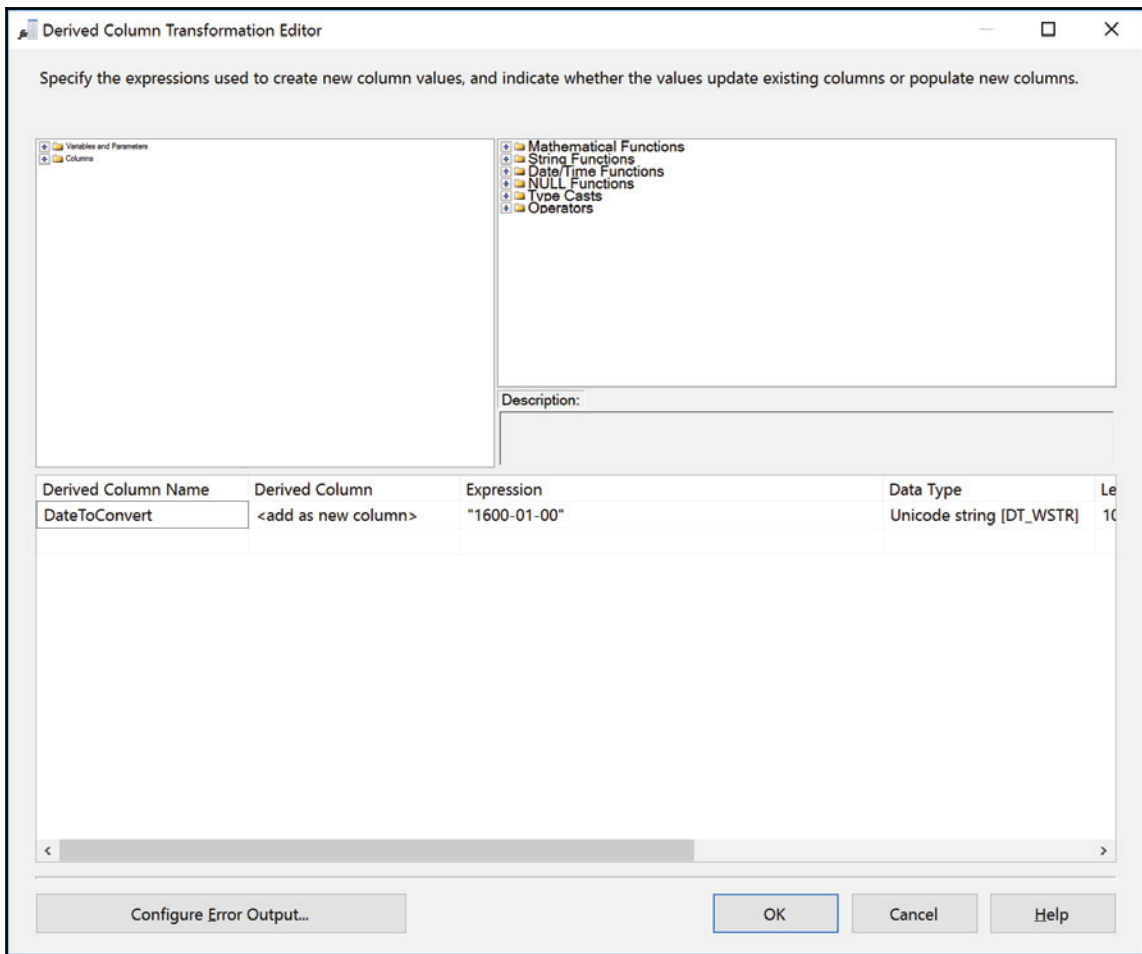 Derived Column Transformation Editor
Specify the expressions used to create new column values, and indicate whether the values update existing columns or populate new columns.
Variables and Parameters
Columns
Mathematical Functions
String Functions
Date/Time Functions
NULL Functions
Type Casts
Operators
Description:
Derived Column Name Derived Column Expression Data Type Le
DateToConvert <add as new column> "1600-01-00" Unicode string [DT_WSTR] 10
Configure Error Output... OK Cancel Help